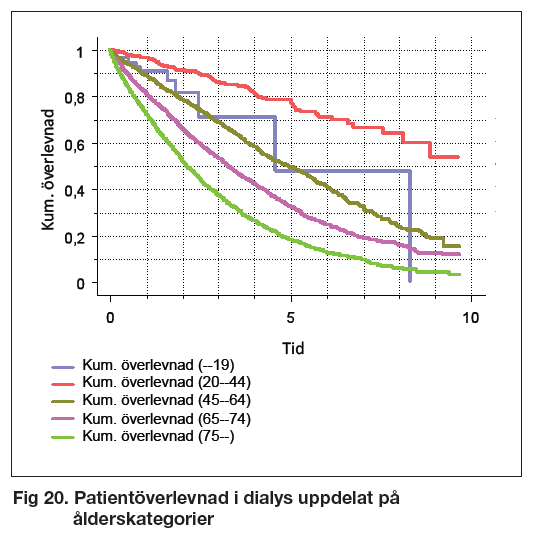 1
0,8
0,6
0,4
0,2
0
Kum. överlevnad
0 5 10
Tid
Kum. överlevnad (--19)
Kum. överlevnad (20--44)
Kum. överlevnad (45--64)
Kum. överlevnad (65--74)
Kum. överlevnad (75--)
Fig 20. Patientöverlevnad i dialys uppdelat på
ålderskategorier